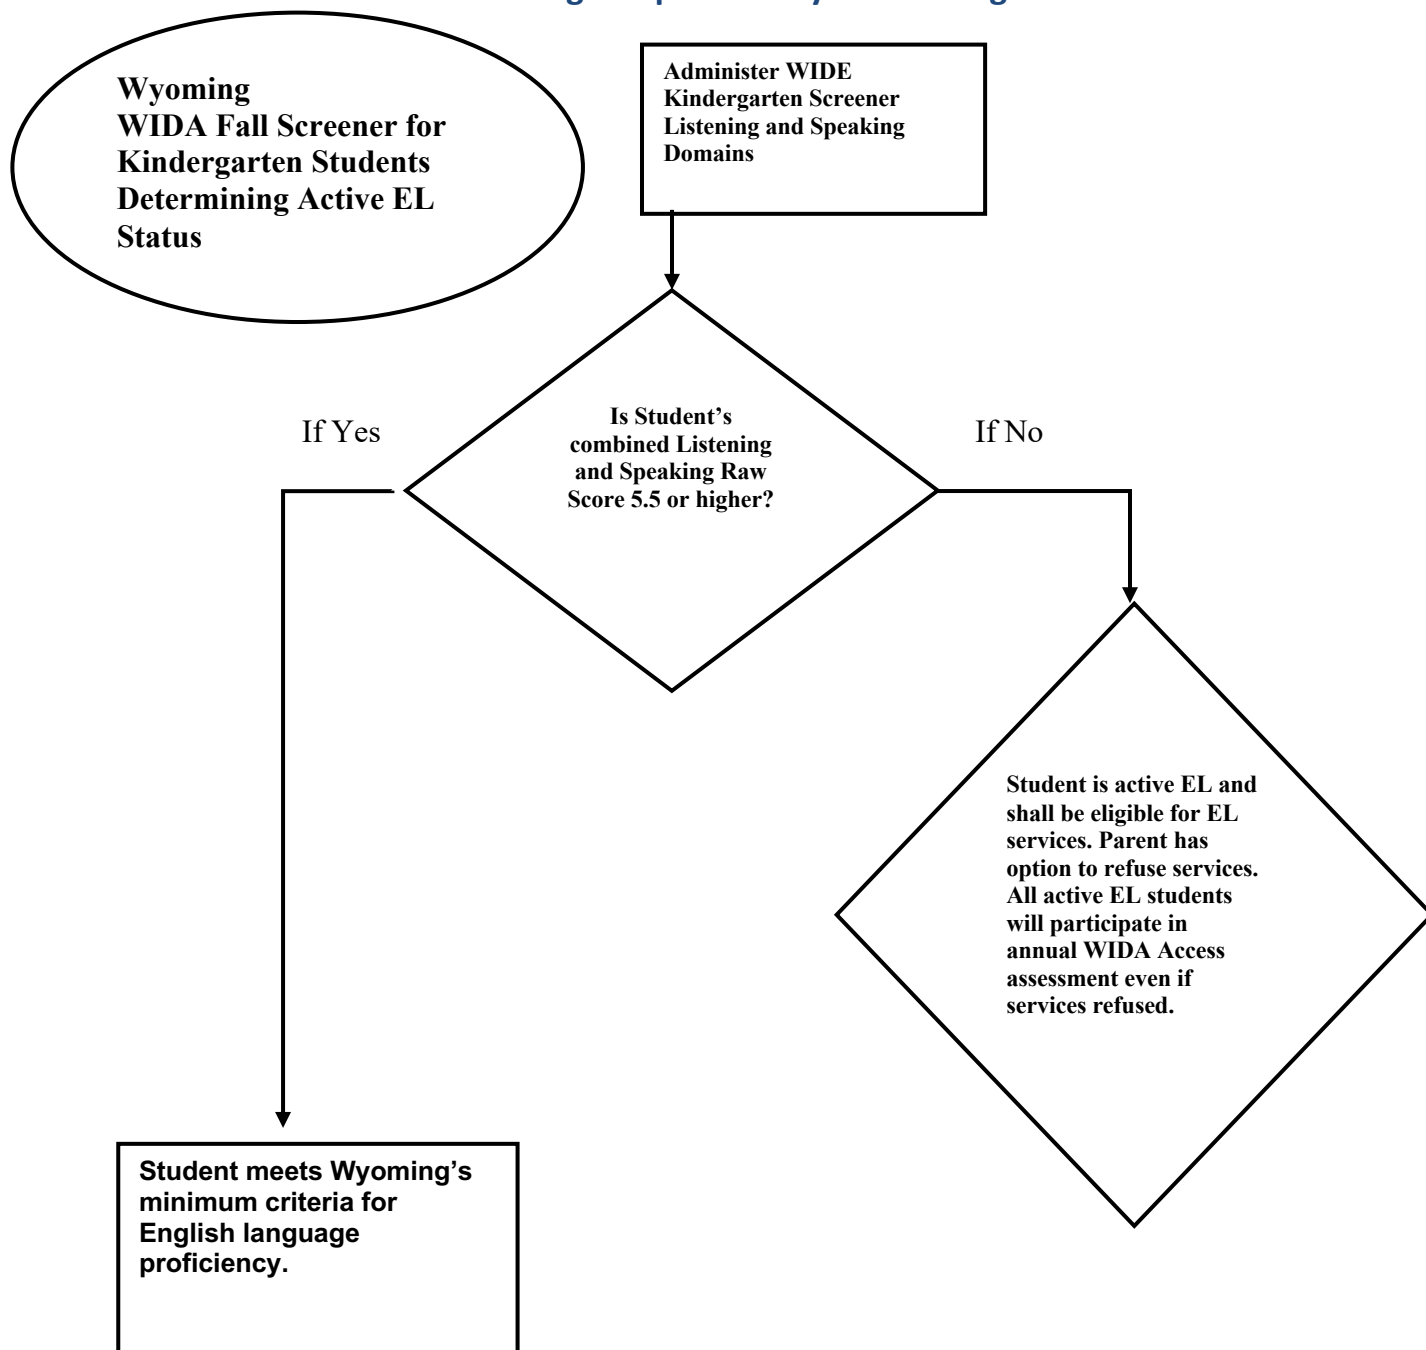 Wyoming
WIDA Fall Screener for
Kindergarten Students
Determining Active EL
Status
Administer WIDE
Kindergarten Screener
Listening and Speaking
Domains
Is Student’s
combined Listening
and Speaking Raw
Score 5.5 or higher?
If Yes
If No
Student is active EL and
shall be eligible for EL
services. Parent has
option to refuse services.
All active EL students
will participate in
annual WIDA Access
assessment even if
services refused.
Student meets Wyoming’s
minimum criteria for
English language
proficiency.